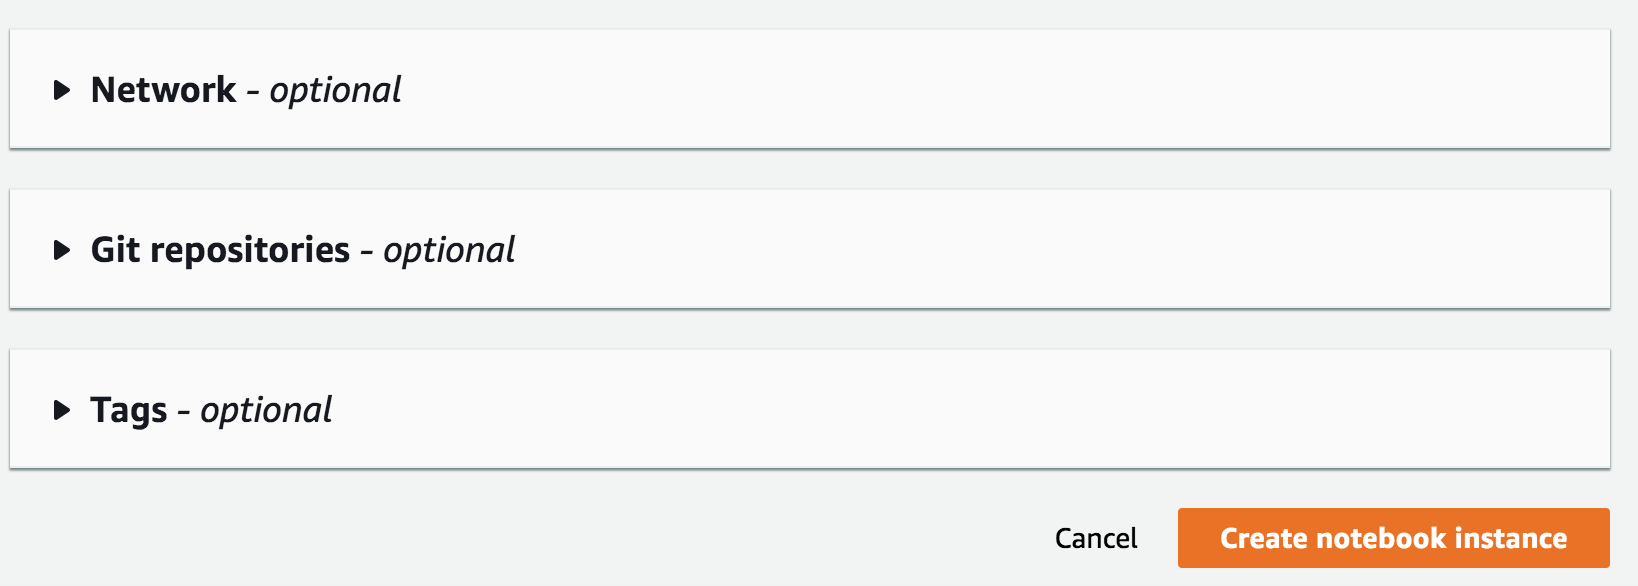 Network - optional
Git repositories - optional
Tags - optional
Cancel
Create notebook instance